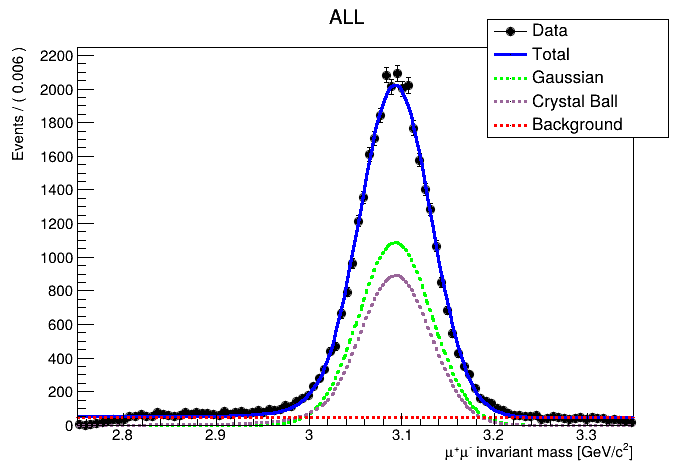 ALL
Data
Total
Gaussian
Crystal Ball
Background
Events / ( 0.006 )
2200
2000
1800
1600
1400
1200
1000
800
600
400
200
0
2.8 2.9 3 3.1 3.2 3.3
μ⁺μ⁻ invariant mass [GeV/c²]